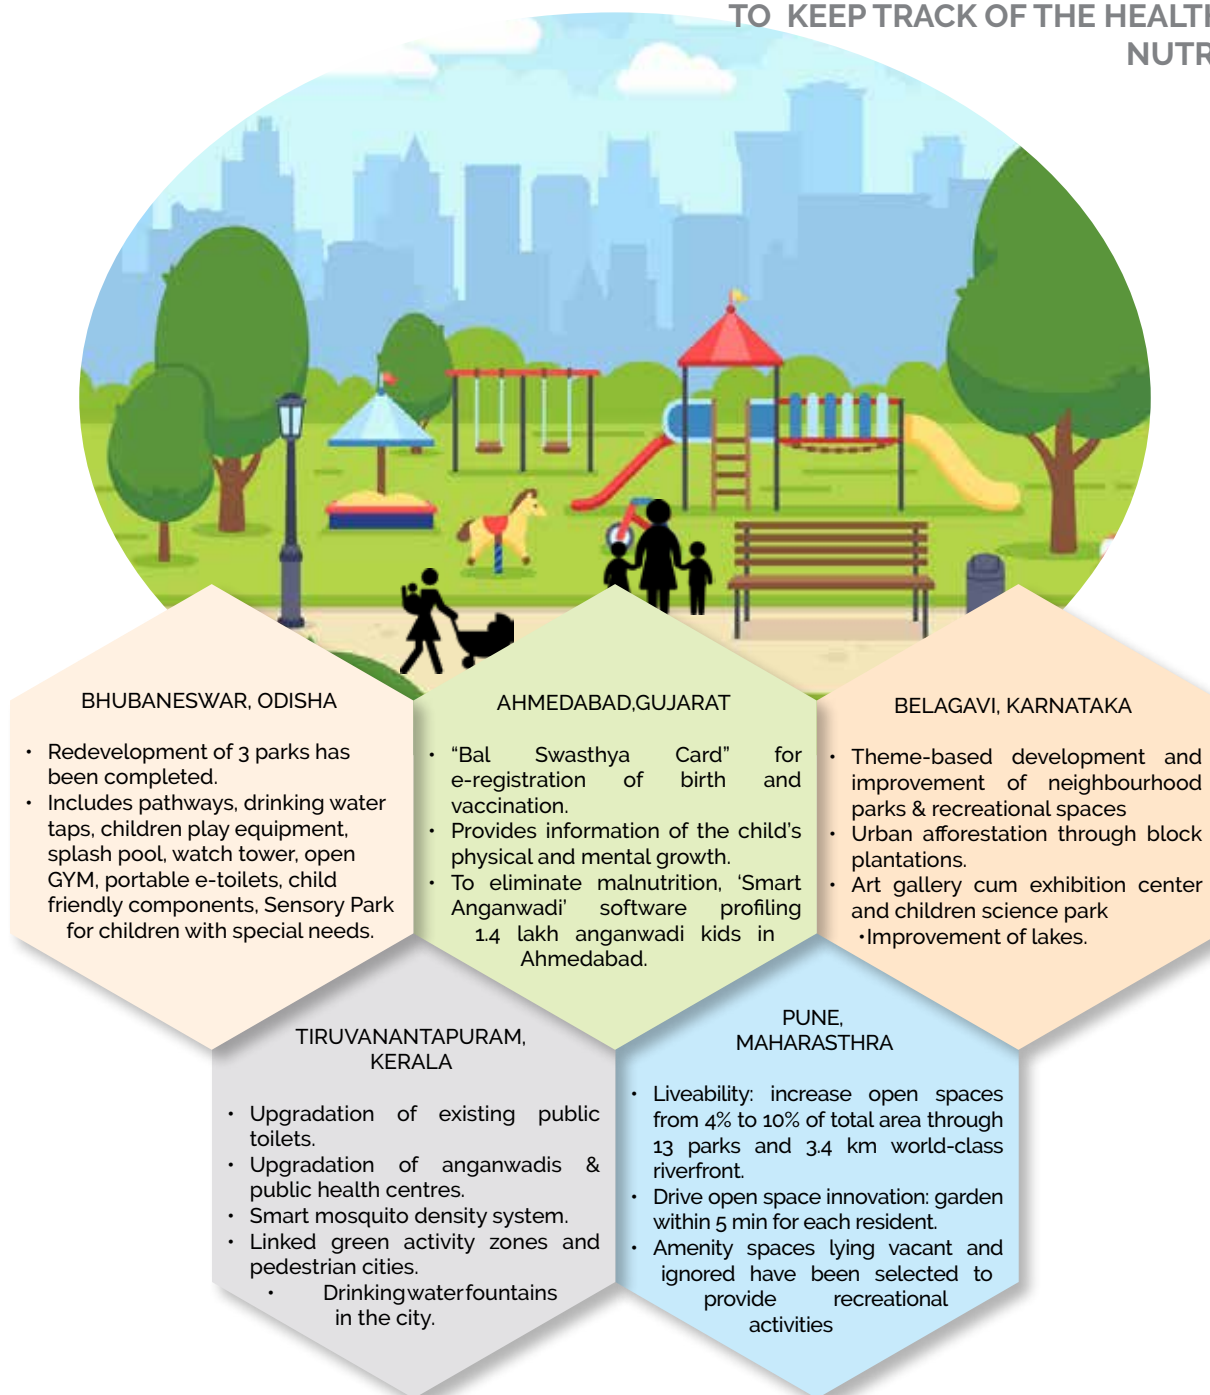 TO KEEP TRACK OF THE HEALTH
NUTR
BHUBANESWAR, ODISHA
• Redevelopment of 3 parks has
been completed.
• Includes pathways, drinking water
taps, children play equipment,
splash pool, watch tower, open
GYM, portable e-toilets, child
friendly components, Sensory Park
for children with special needs.
AHMEDABAD,GUJARAT
• “Bal Swasthya Card” for
e-registration of birth and
vaccination.
• Provides information of the child's
physical and mental growth.
• To eliminate malnutrition, ‘Smart
Anganwadi’ software profiling
1.4 lakh anganwadi kids in
Ahmedabad.
BELAGAVI, KARNATAKA
• Theme-based development and
improvement of neighbourhood
parks & recreational spaces
• Urban afforestation through block
plantations.
• Art gallery cum exhibition center
and children science park
•Improvement of lakes.
TIRUVANANTAPURAM,
KERALA
• Upgradation of existing public
toilets.
• Upgradation of anganwadis &
public health centres.
• Smart mosquito density system.
• Linked green activity zones and
pedestrian cities.
• Drinking water fountains
in the city.
PUNE,
MAHARASTHRA
• Liveability: increase open spaces
from 4% to 10% of total area through
13 parks and 3.4 km world-class
riverfront.
• Drive open space innovation: garden
within 5 min for each resident.
• Amenity spaces lying vacant and
ignored have been selected to
provide recreational
activities